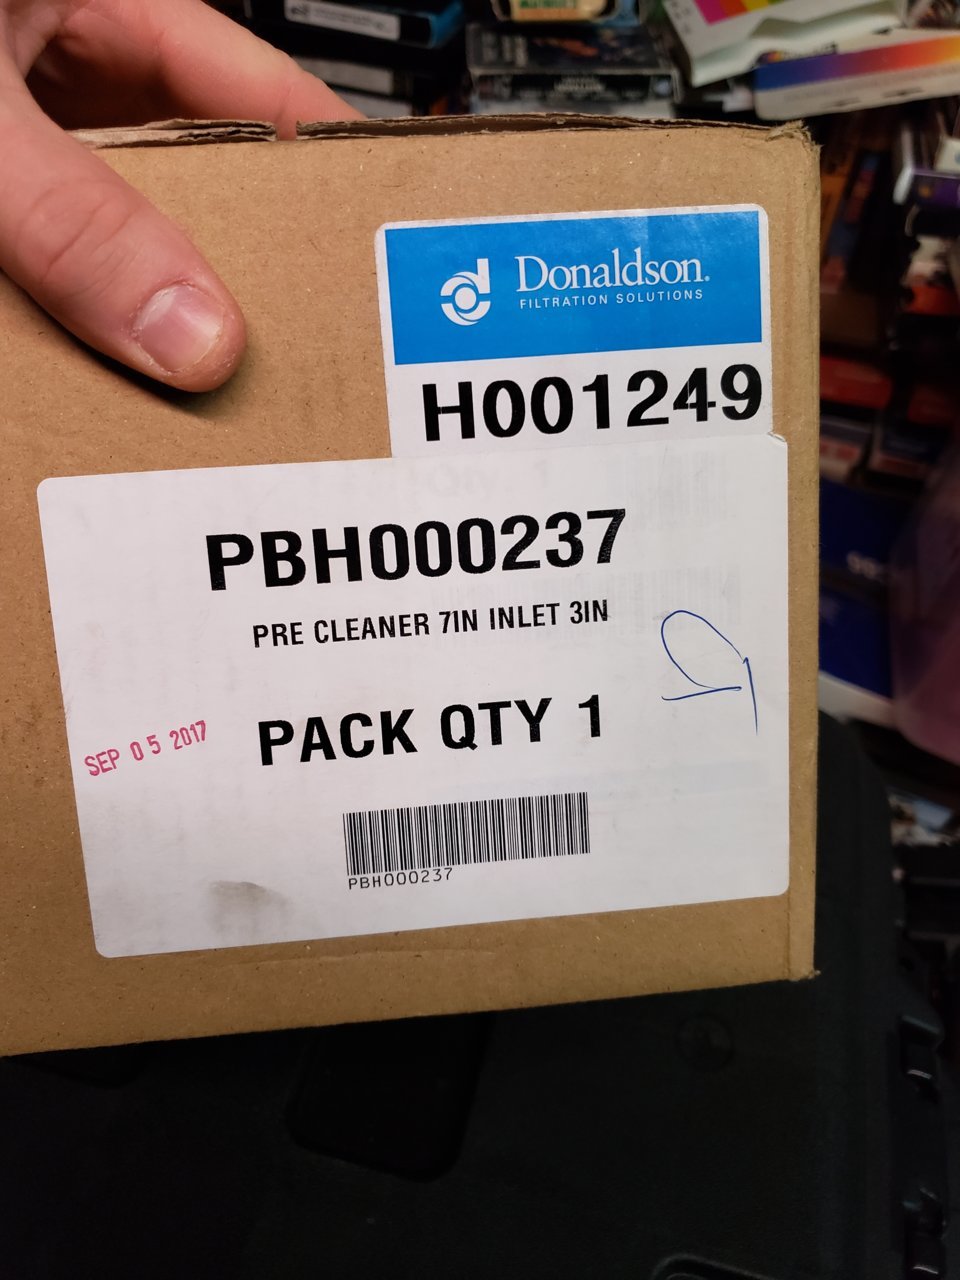 Donaldson.
FILTRATION SOLUTIONS
H001249
PBH000237
PRE CLEANER 7IN INLET 3IN
PACK QTY 1
SEP 05 2017
PBH000237